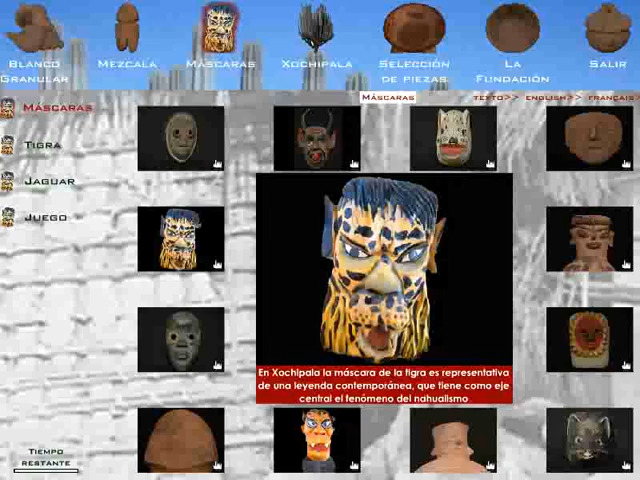 Blanco
Granular
Mezcala
Máscaras
Xochipala
Selección
de piezas
La
Fundación
Salir
Máscaras
texto>>
english>>
français>
Máscaras
Tigra
Jaguar
Juego
En Xochipala la máscara de la tigra es representativa
de una leyenda contemporánea, que tiene como eje
central el fenómeno del nahualismo
Tiempo
restante